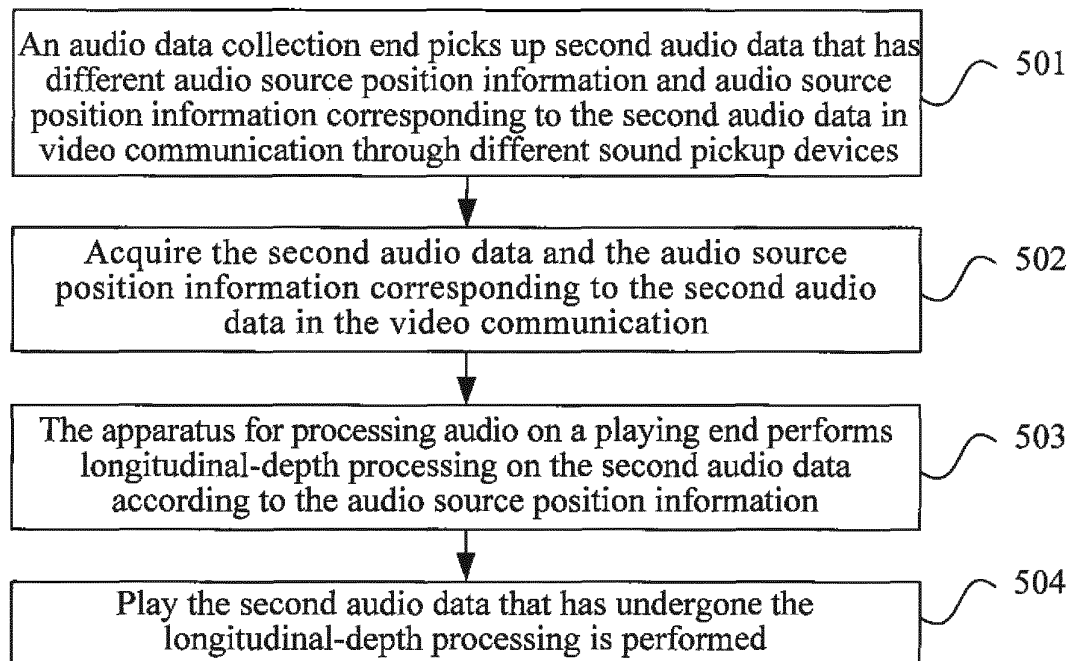 An audio data collection end picks up second audio data that has
different audio source position information and audio source
position information corresponding to the second audio data in
video communication through different sound pickup devices
501
Acquire the second audio data and the audio source
position information corresponding to the second audio
data in the video communication
502
The apparatus for processing audio on a playing end performs
longitudinal-depth processing on the second audio data
according to the audio source position information
503
Play the second audio data that has undergone the
longitudinal-depth processing is performed
504